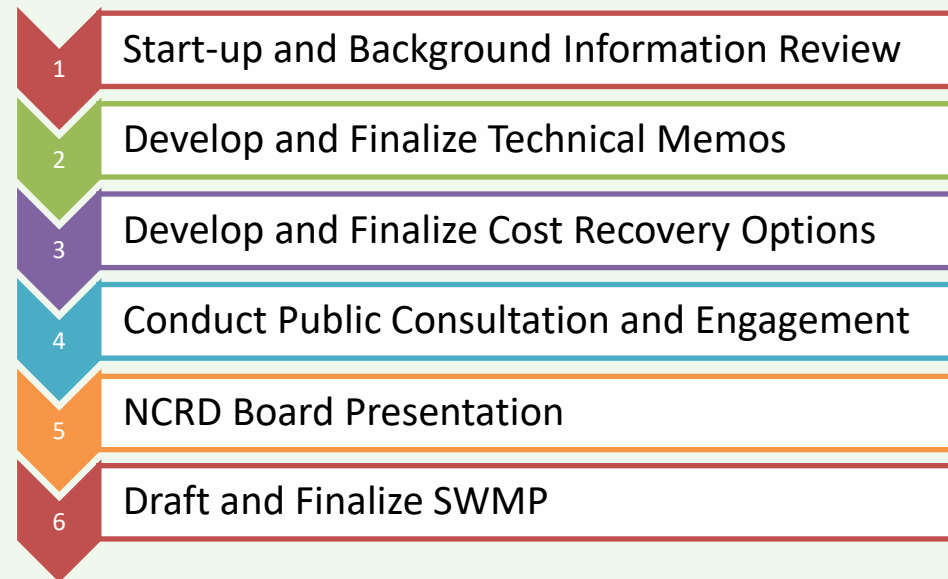 1 Start-up and Background Information Review
2 Develop and Finalize Technical Memos
3 Develop and Finalize Cost Recovery Options
4 Conduct Public Consultation and Engagement
5 NCRD Board Presentation
6 Draft and Finalize SWMP